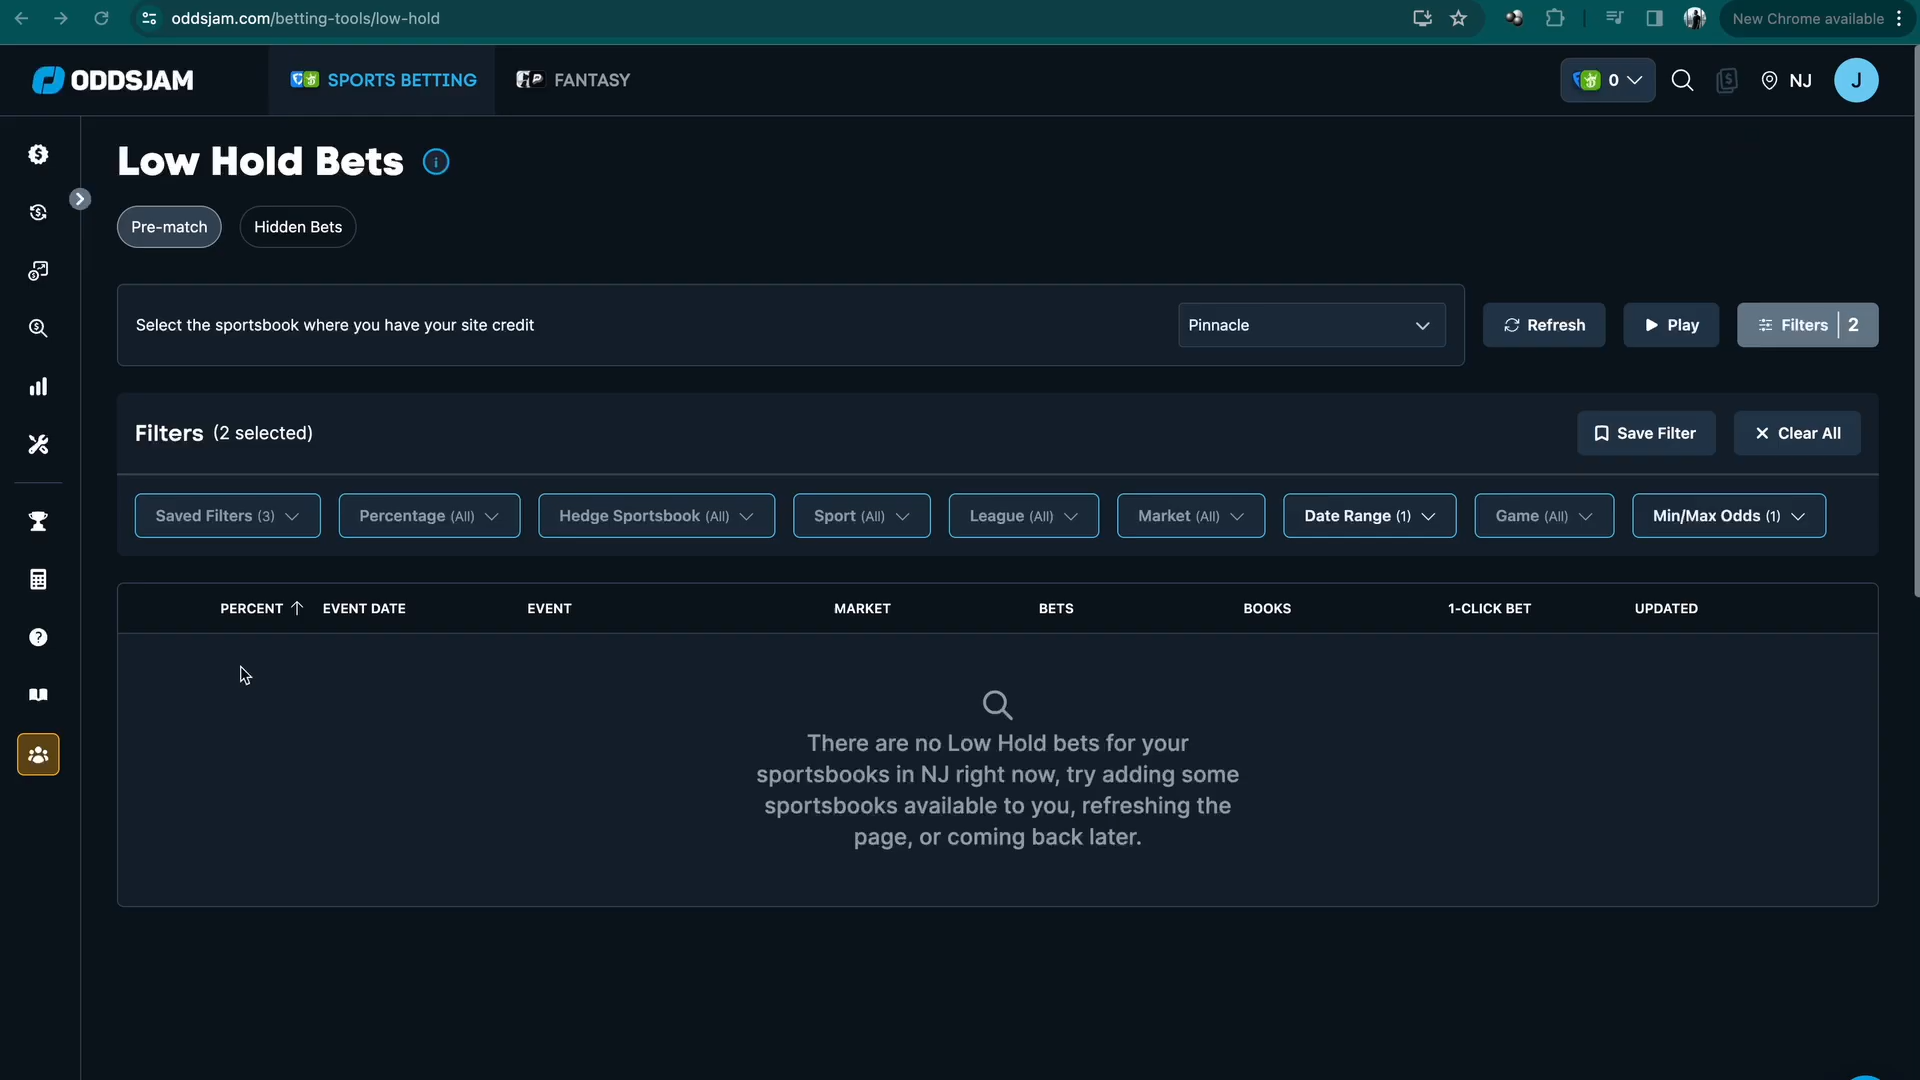 oddsjam.com/betting-tools/low-hold
New Chrome available
ODDSJAM
SPORTS BETTING
FANTASY
0
NJ
J
Low Hold Bets
Pre-match
Hidden Bets
Select the sportsbook where you have your site credit
Pinnacle
Refresh
Play
Filters 2
Filters (2 selected)
Save Filter
Clear All
Saved Filters (3)
Percentage (All)
Hedge Sportsbook (All)
Sport (All)
League (All)
Market (All)
Date Range (1)
Game (All)
Min/Max Odds (1)
PERCENT
EVENT DATE
EVENT
MARKET
BETS
BOOKS
1-CLICK BET
UPDATED
There are no Low Hold bets for your
sportsbooks in NJ right now, try adding some
sportsbooks available to you, refreshing the
page, or coming back later.